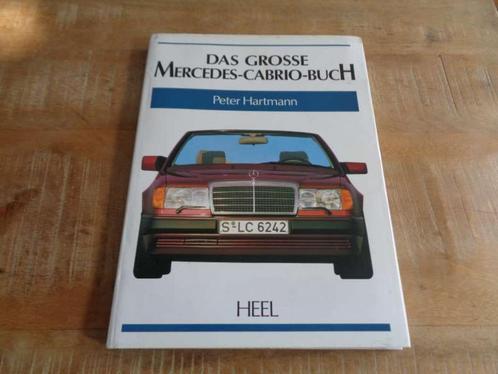 DAS GROSSE
MERCEDES-CABRIO-BUCH
Peter Hartmann
S-LC 6242
HEEL